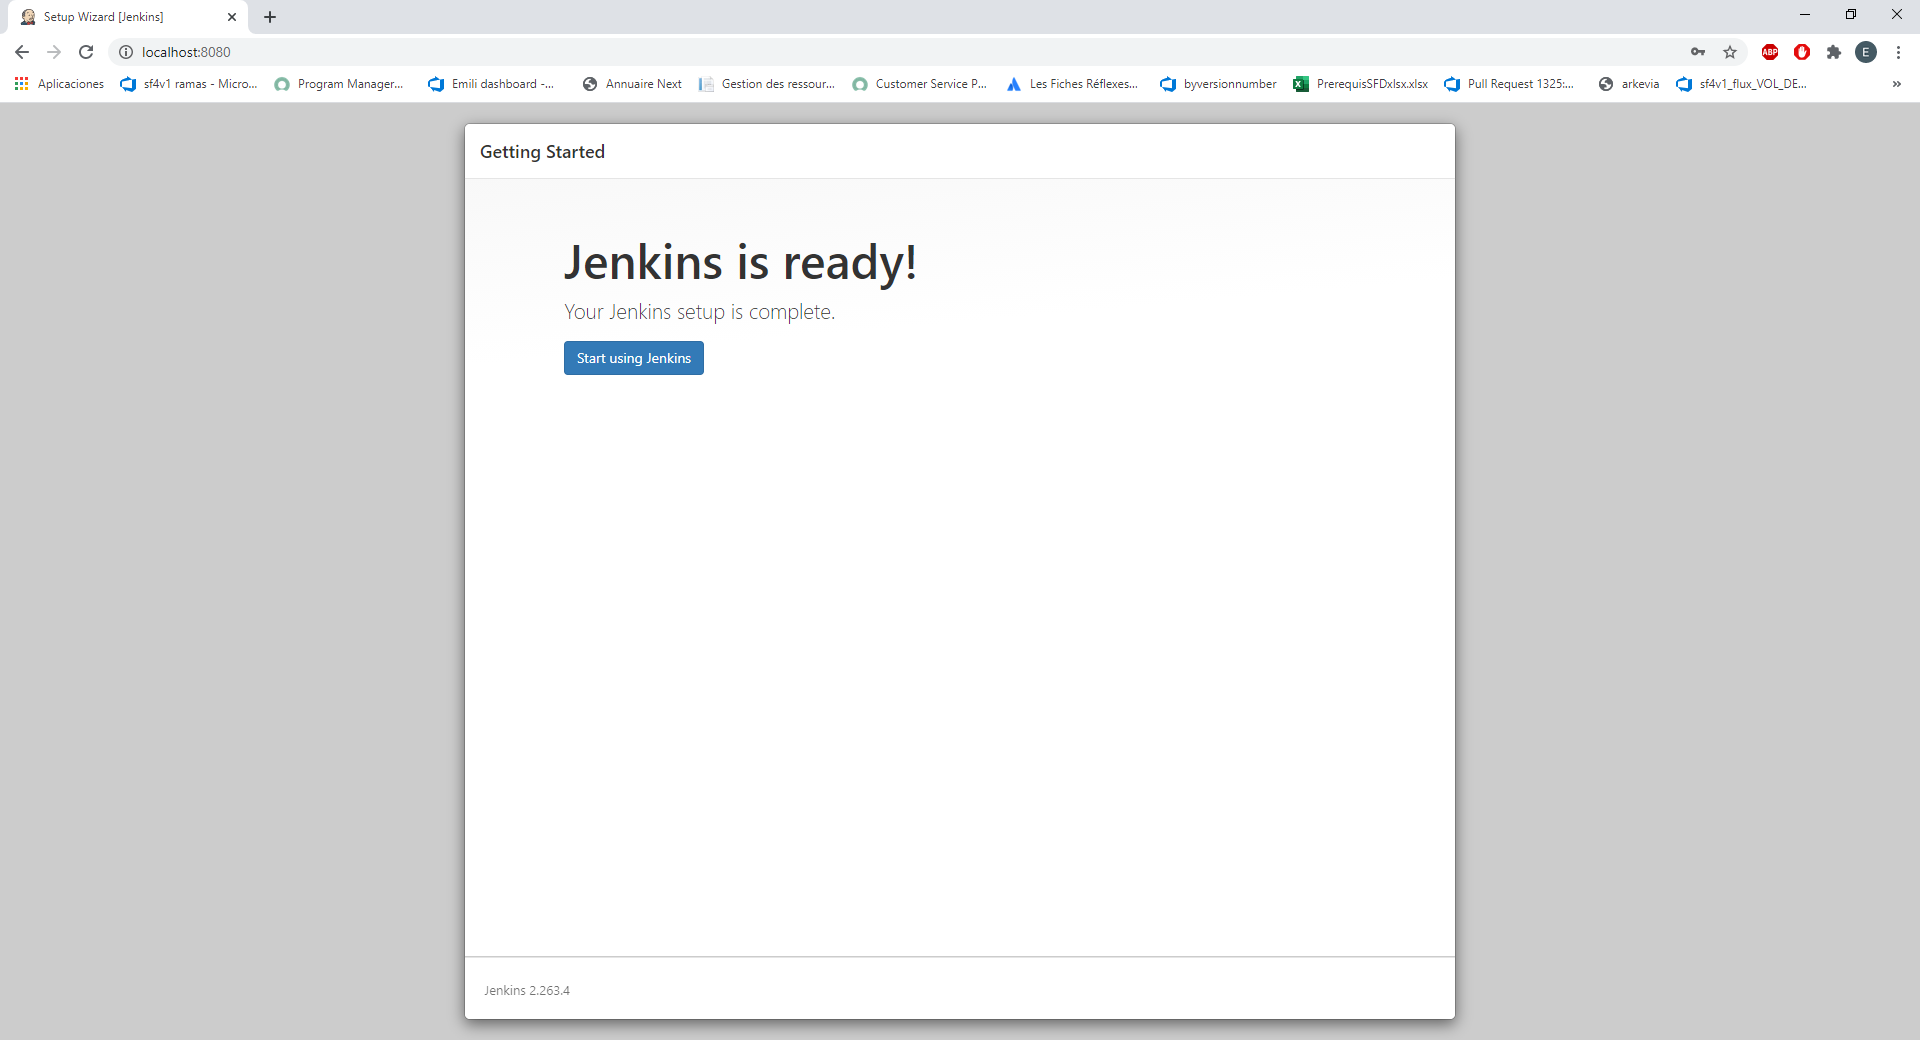 Setup Wizard [Jenkins]
localhost:8080
ABP
E
Aplicaciones
sf4v1 ramas - Micro...
Program Manager...
Emili dashboard -...
Annuaire Next
Gestion des ressour...
Customer Service P...
Les Fiches Réflexes...
byversionnumber
PrerequisSFDxlsx.xlsx
Pull Request 1325:...
arkevia
sf4v1_flux_VOL_DE...
»
Getting Started
Jenkins is ready!
Your Jenkins setup is complete.
Start using Jenkins
Jenkins 2.263.4